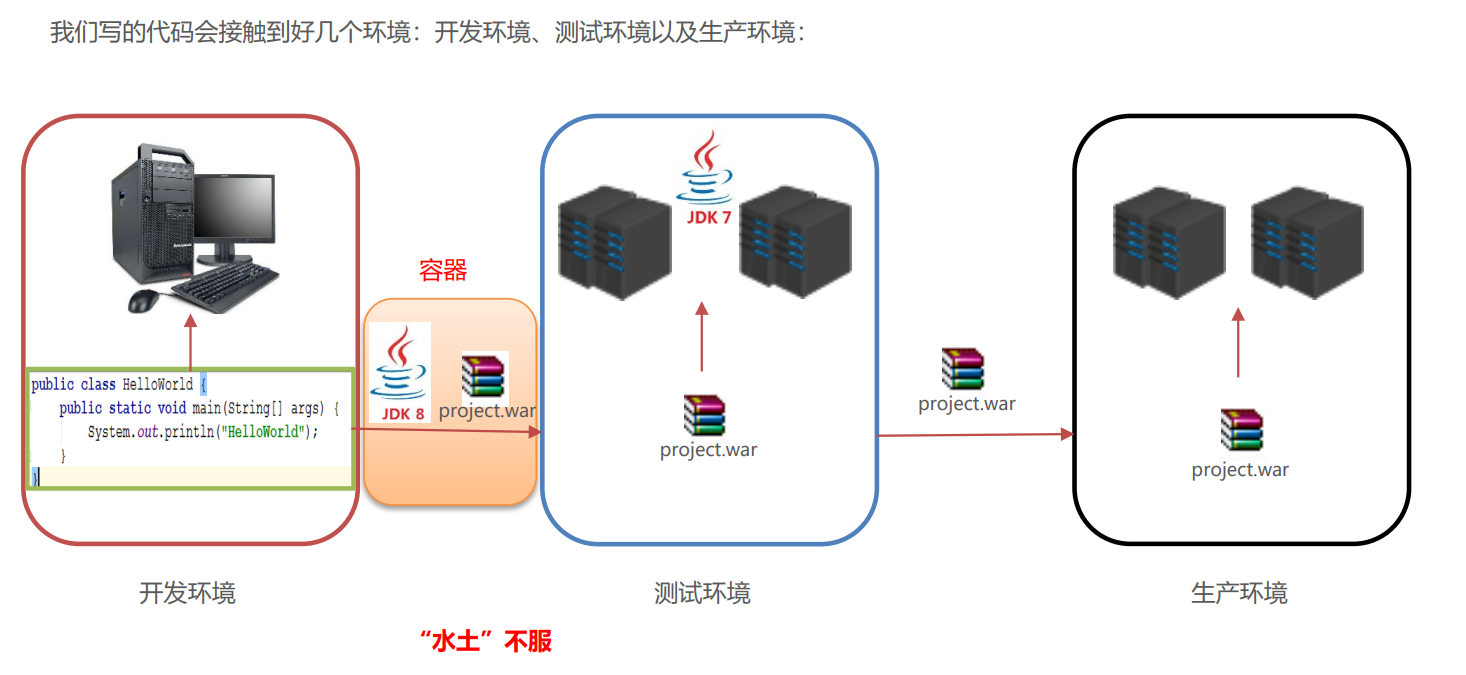 我们写的代码会接触到好几个环境：开发环境、测试环境以及生产环境：
JDK 7
容器
JDK 8
project.war
public class HelloWorld {
public static void main(String[] args) {
System.out.println("HelloWorld");
}
}
project.war
project.war
project.war
开发环境
测试环境
生产环境
“水土”不服